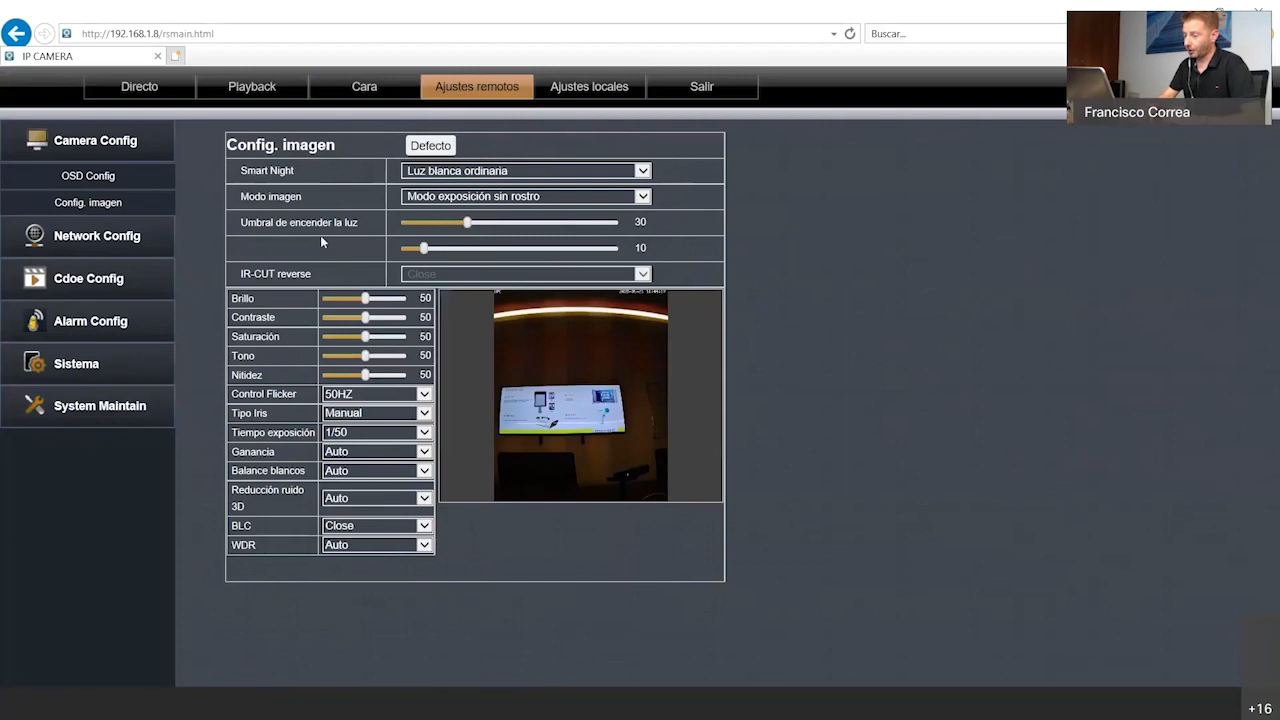 http://192.168.1.8/rsmain.html
Buscar...
IP CAMERA
Directo
Playback
Cara
Ajustes remotos
Ajustes locales
Salir
Francisco Correa
Camera Config
OSD Config
Config. imagen
Network Config
Cdoe Config
Alarm Config
Sistema
System Maintain
Config. imagen
Defecto
Smart Night
Luz blanca ordinaria
Modo imagen
Modo exposición sin rostro
Umbral de encender la luz
30
10
IR-CUT reverse
Close
Brillo
50
Contraste
50
Saturación
50
Tono
50
Nitidez
50
Control Flicker
50HZ
Tipo Iris
Manual
Tiempo exposición
1/50
Ganancia
Auto
Balance blancos
Auto
Reducción ruido
3D
Auto
BLC
Close
WDR
Auto
+16